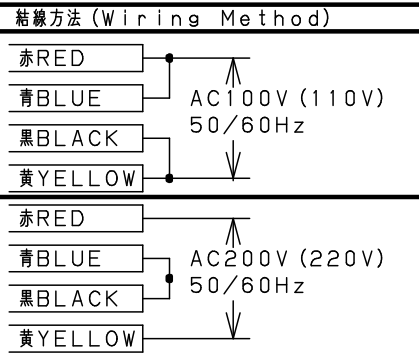 結線方法 (Wiring Method)
赤RED
青BLUE
AC100V (110V)
50/60Hz
黒BLACK
黄YELLOW
赤RED
青BLUE
AC200V (220V)
50/60Hz
黒BLACK
黄YELLOW